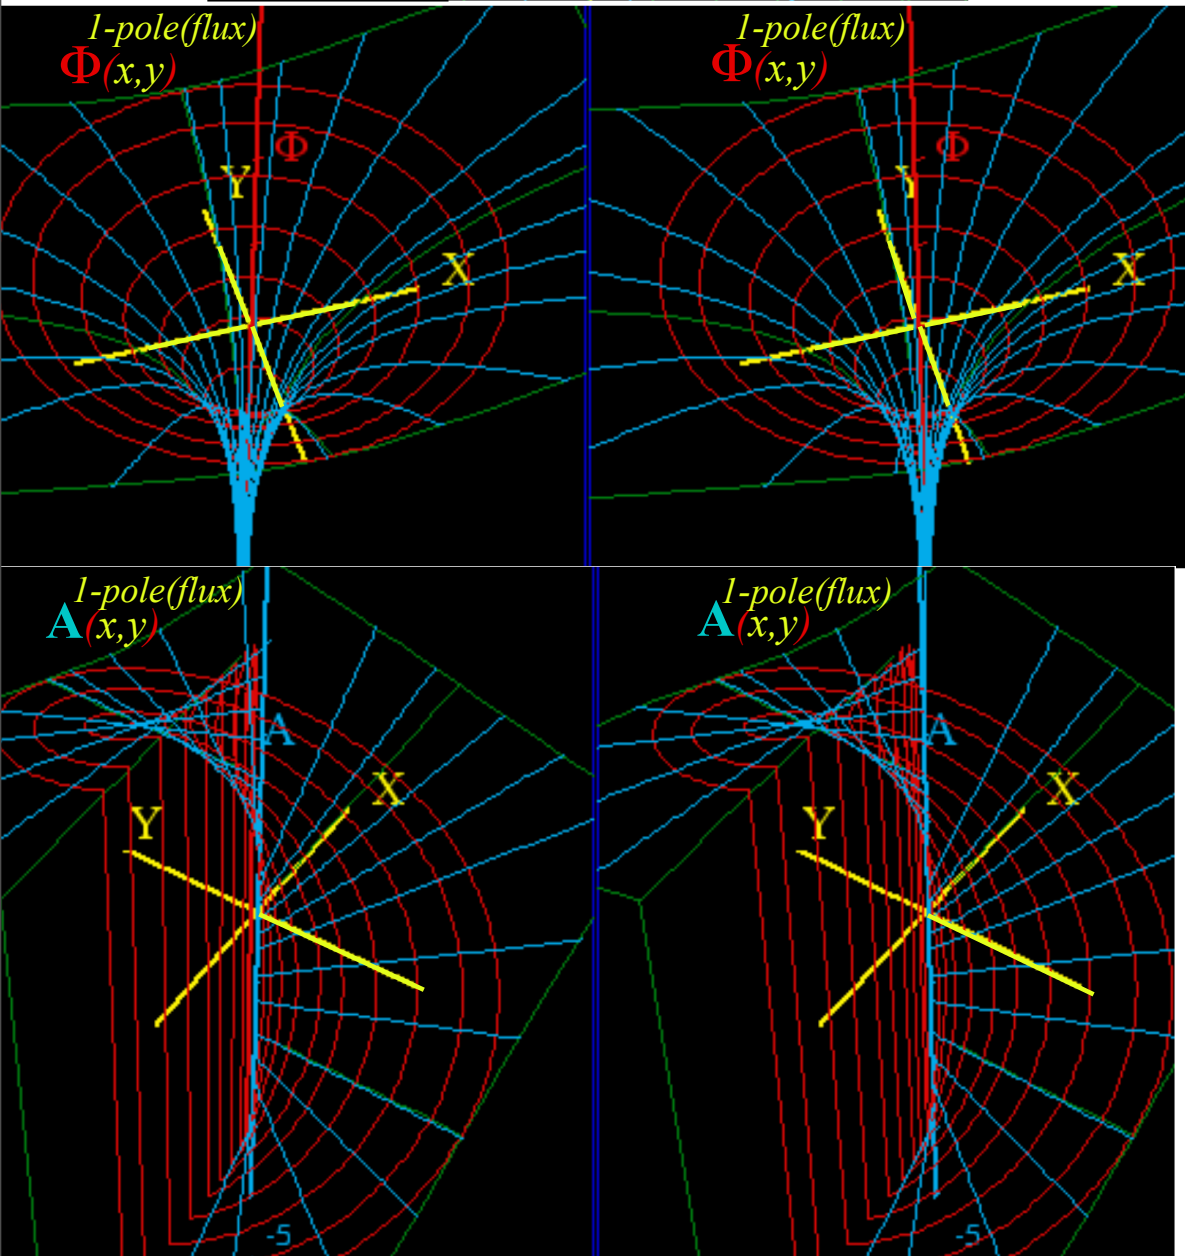 1-pole(flux)
Φ(x,y)
Φ
Y
X
1-pole(flux)
Φ(x,y)
Φ
Y
X
1-pole(flux)
A(x,y)
A
X
Y
-5
1-pole(flux)
A(x,y)
A
X
Y
-5